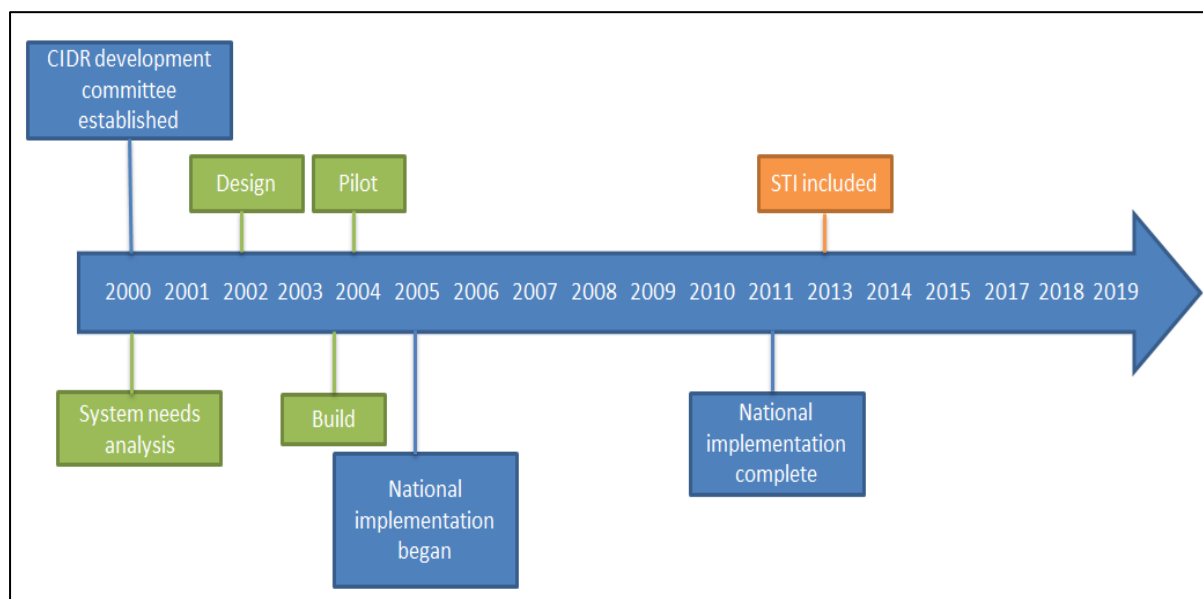 CIDR development
committee
established
Design
Pilot
STI included
2000 2001 2002 2003 2004 2005 2006 2007 2008 2009 2010 2011 2013 2014 2015 2017 2018 2019
System needs
analysis
Build
National
implementation
began
National
implementation
complete